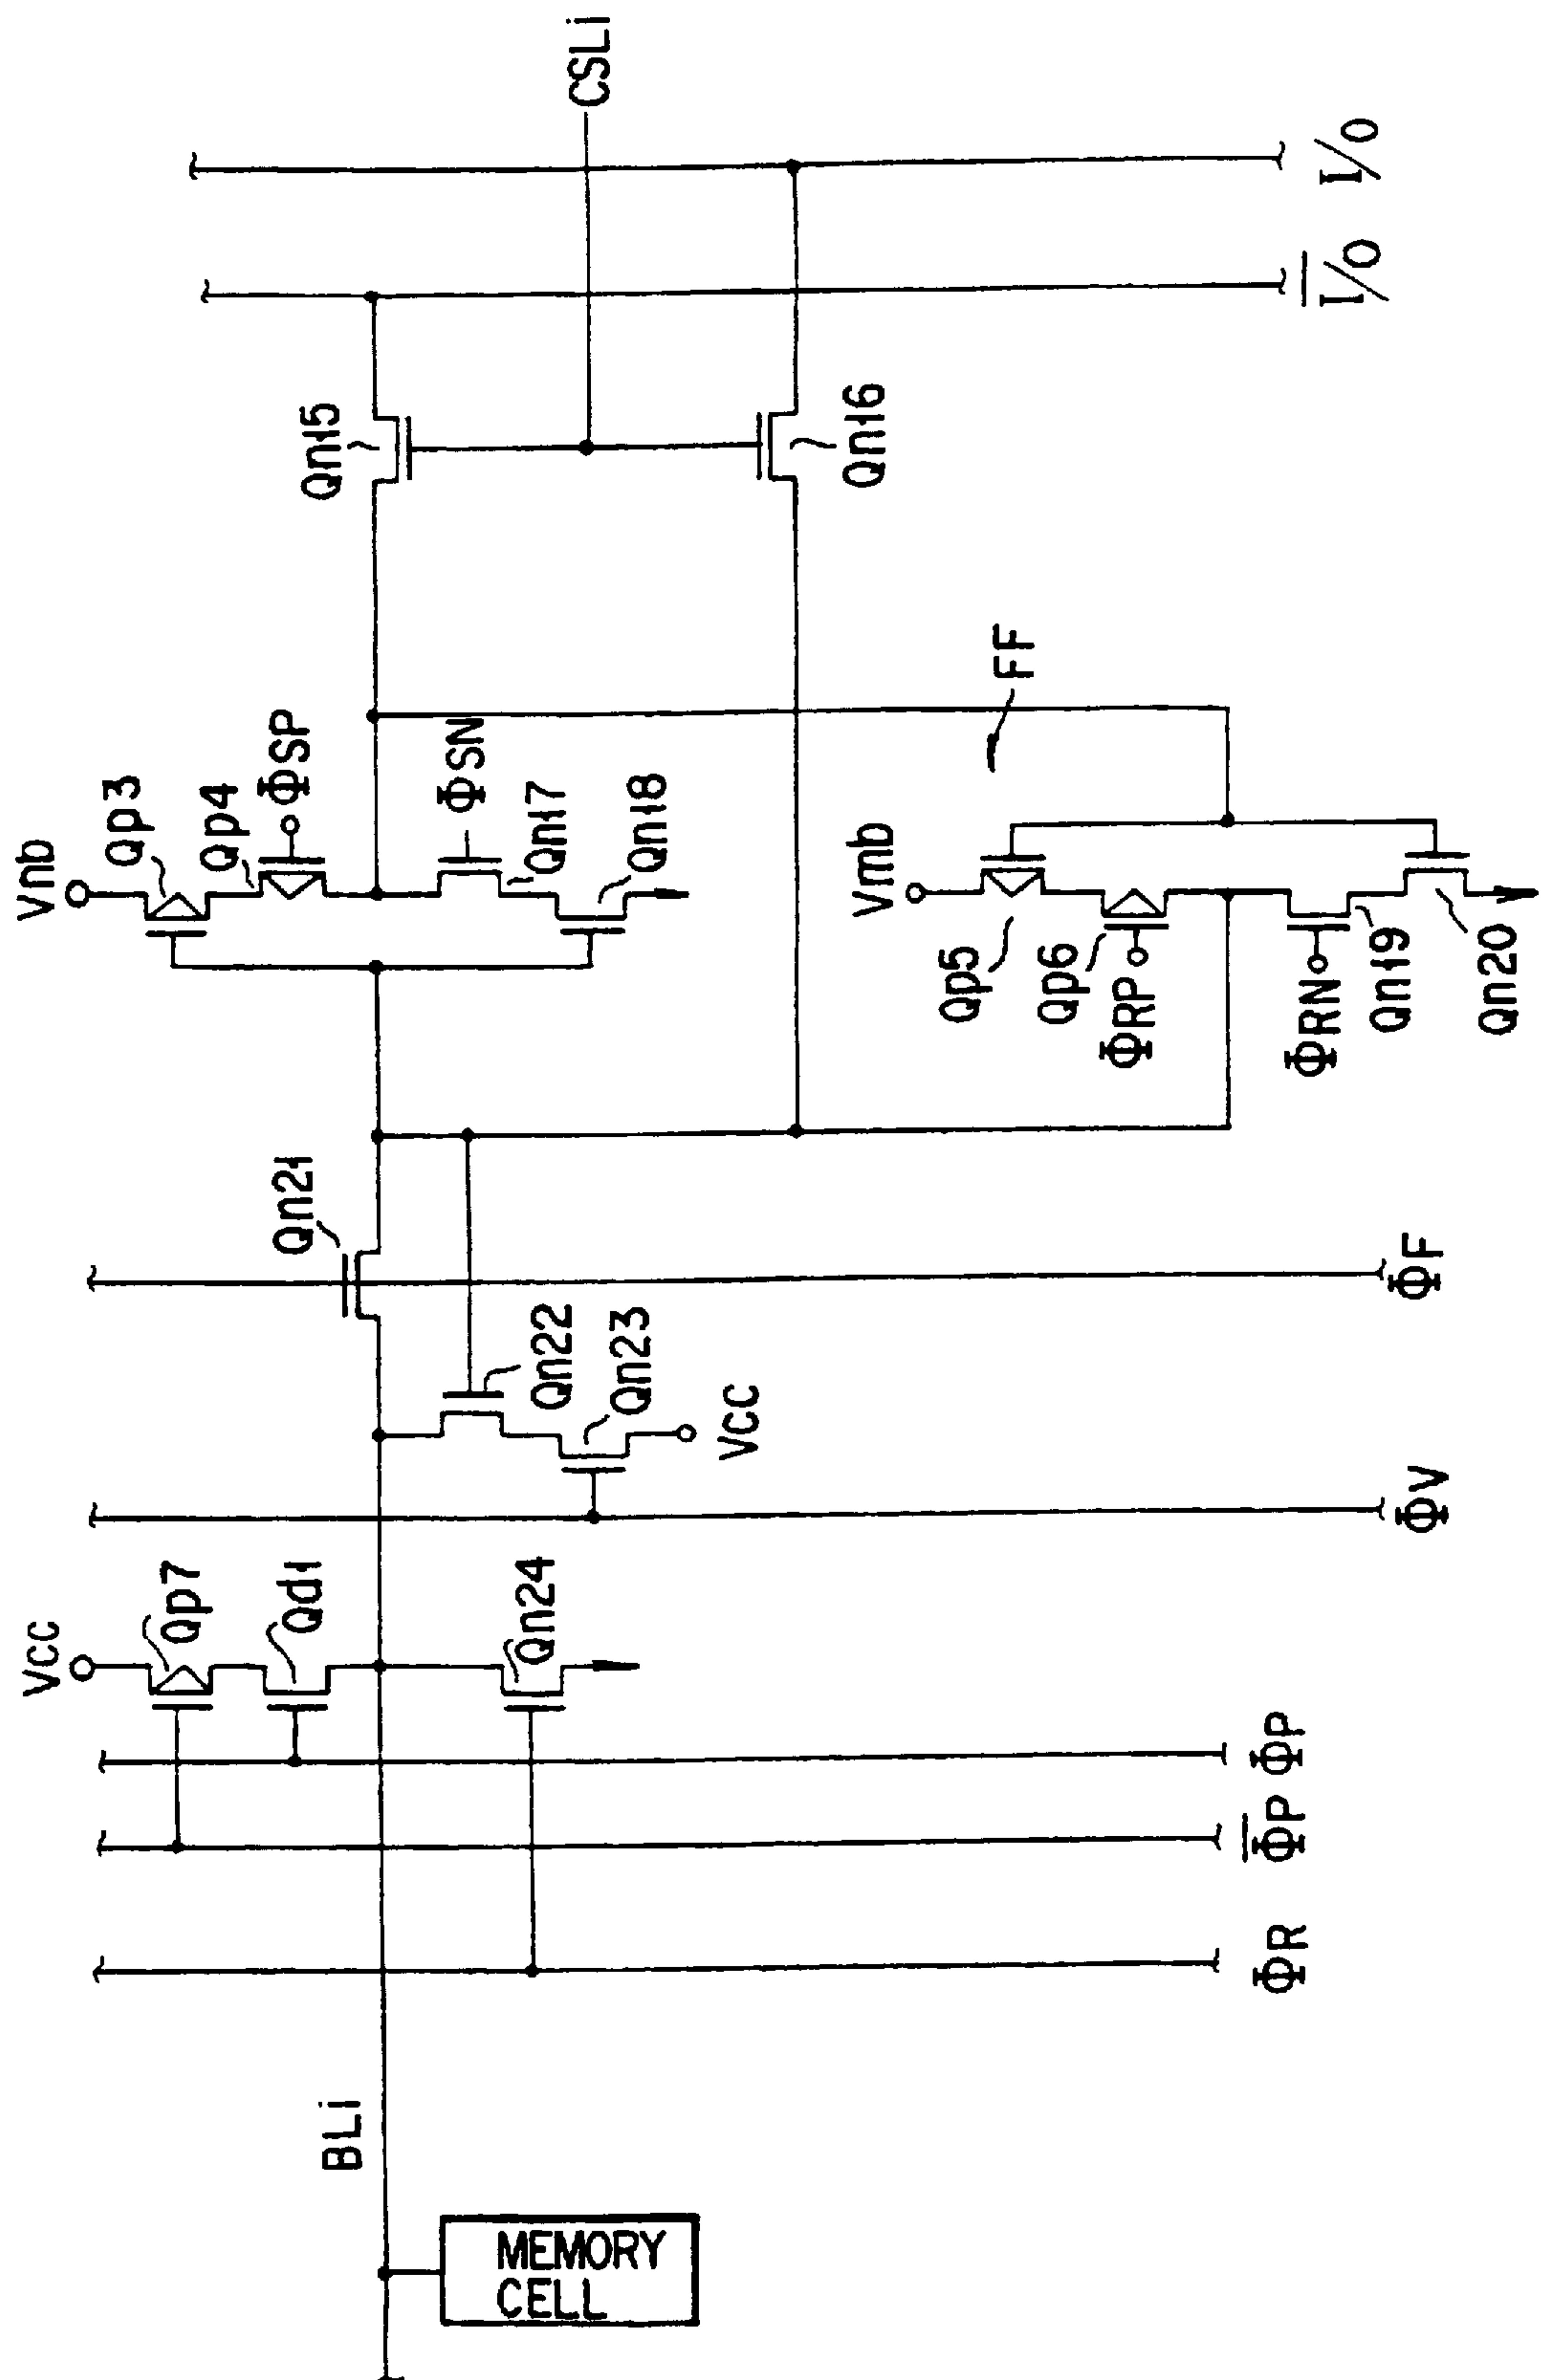 CSLi
I/O
I/O
Qn15
Qn16
FF
Vnb
Qp3
Qp4
ΦSP
ΦSN
Qn17
Qn18
Vmb
Qp5
Qp6
ΦRP
ΦRN
Qn19
Qn20
Qn21
ΦF
Qn22
Qn23
Vcc
ΦV
Vcc
Qp7
Qd1
Qn24
ΦP
ΦP
ΦR
BLi
MEMORY
CELL